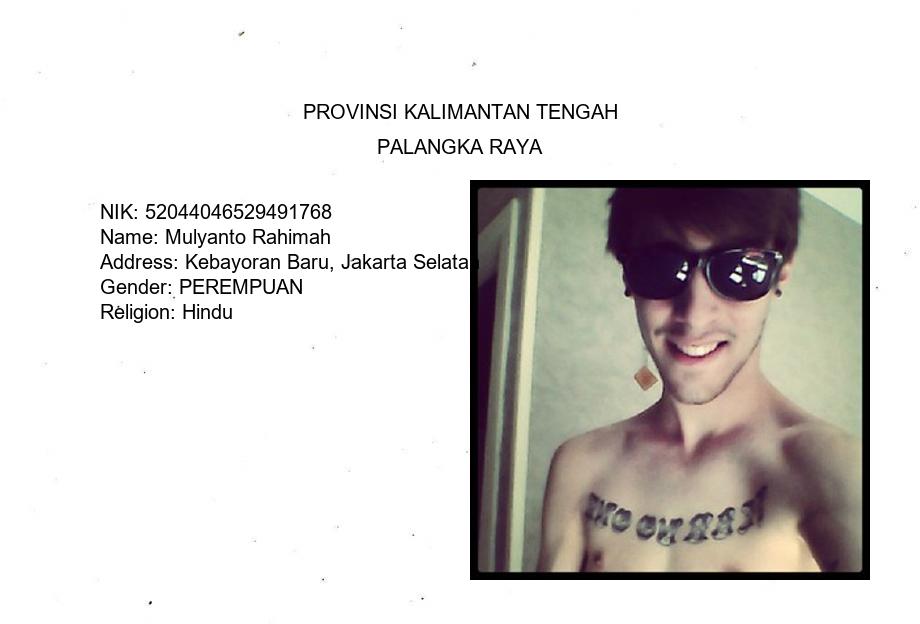 PROVINSI KALIMANTAN TENGAH
PALANGKA RAYA
NIK: 52044046529491768
Name: Mulyanto Rahimah
Address: Kebayoran Baru, Jakarta Selatan
Gender: PEREMPUAN
Religion: Hindu